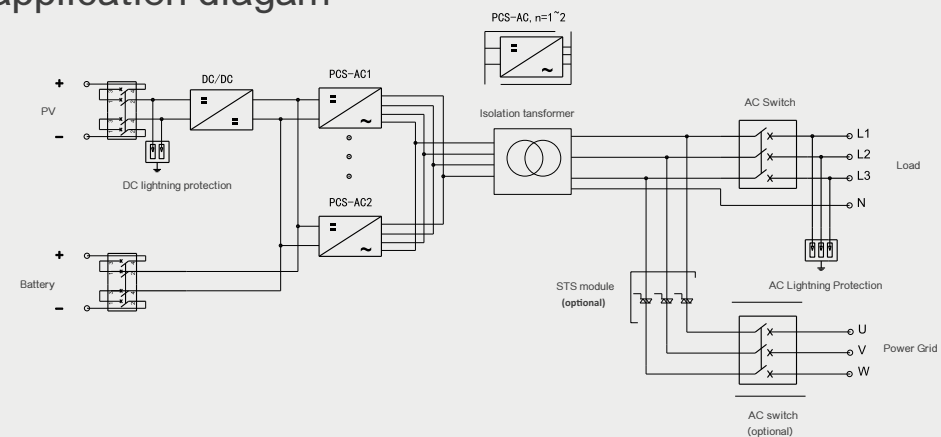 application diagam
PCS-AC, n=1~2
DC/DC
PCS-AC1
+
PV
−
DC lightning protection
Isolation tansformer
AC Switch
L1
L2
L3
N
Load
AC Lightning Protection
PCS-AC2
+
Battery
−
STS module
(optional)
U
V
W
Power Grid
AC switch
(optional)